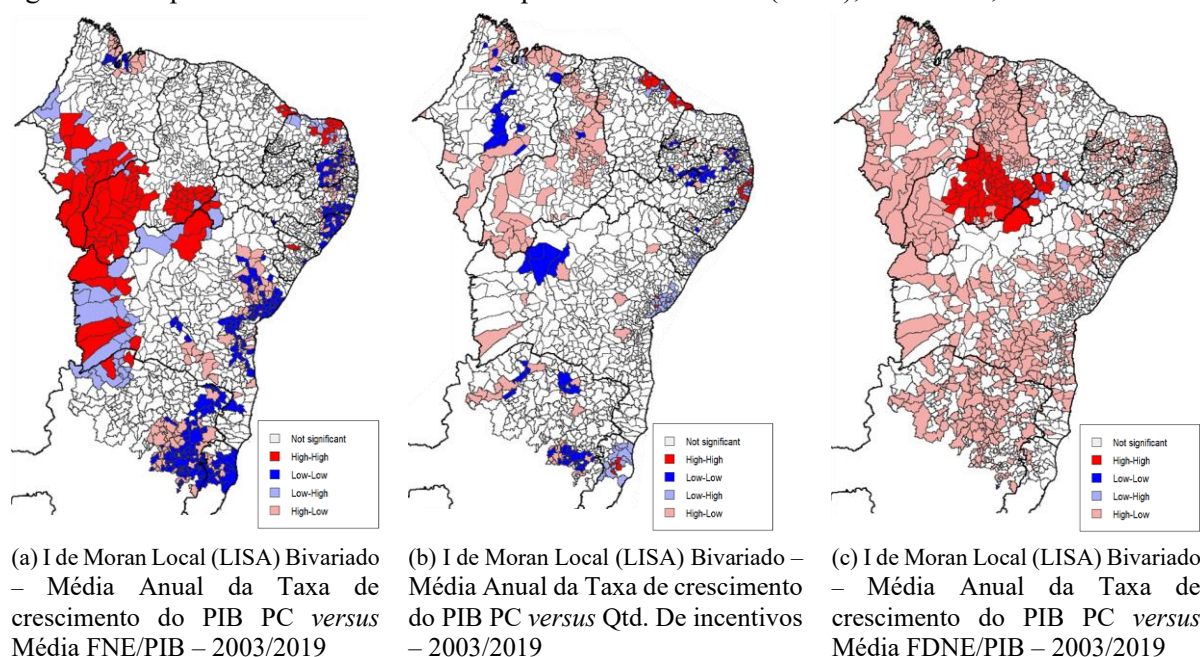 Not significant
High-High
Low-Low
Low-High
High-Low
Not significant
High-High
Low-Low
Low-High
High-Low
Not significant
High-High
Low-Low
Low-High
High-Low
(a) I de Moran Local (LISA) Bivariado
– Média Anual da Taxa de
crescimento do PIB PC versus
Média FNE/PIB – 2003/2019
(b) I de Moran Local (LISA) Bivariado –
Média Anual da Taxa de crescimento
do PIB PC versus Qtd. De incentivos
– 2003/2019
(c) I de Moran Local (LISA) Bivariado
– Média Anual da Taxa de
crescimento do PIB PC versus
Média FDNE/PIB – 2003/2019